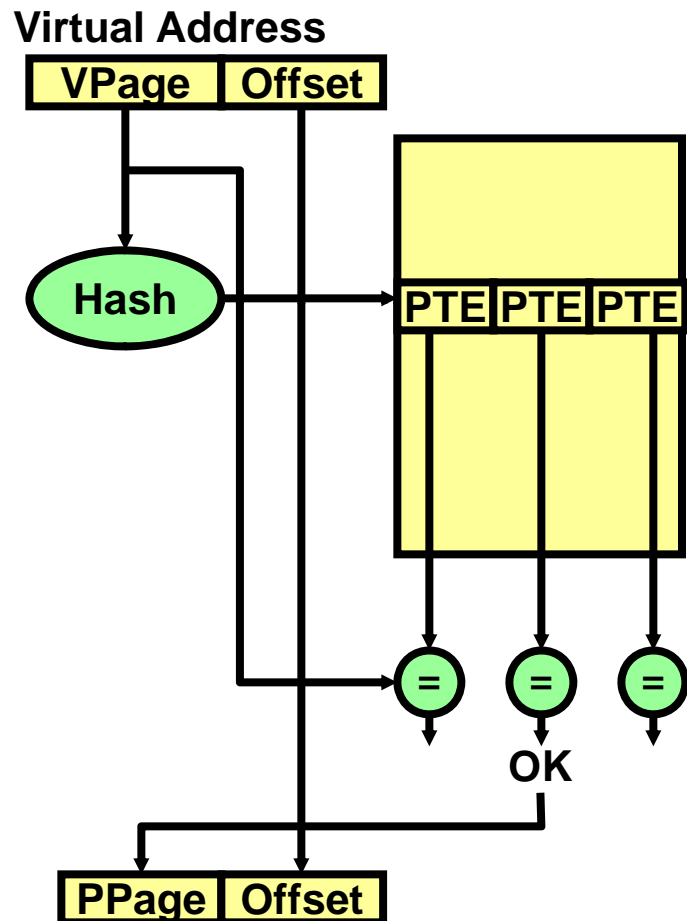 Virtual Address
VPage Offset
Hash
PTE PTE PTE
= = =
OK
PPage Offset